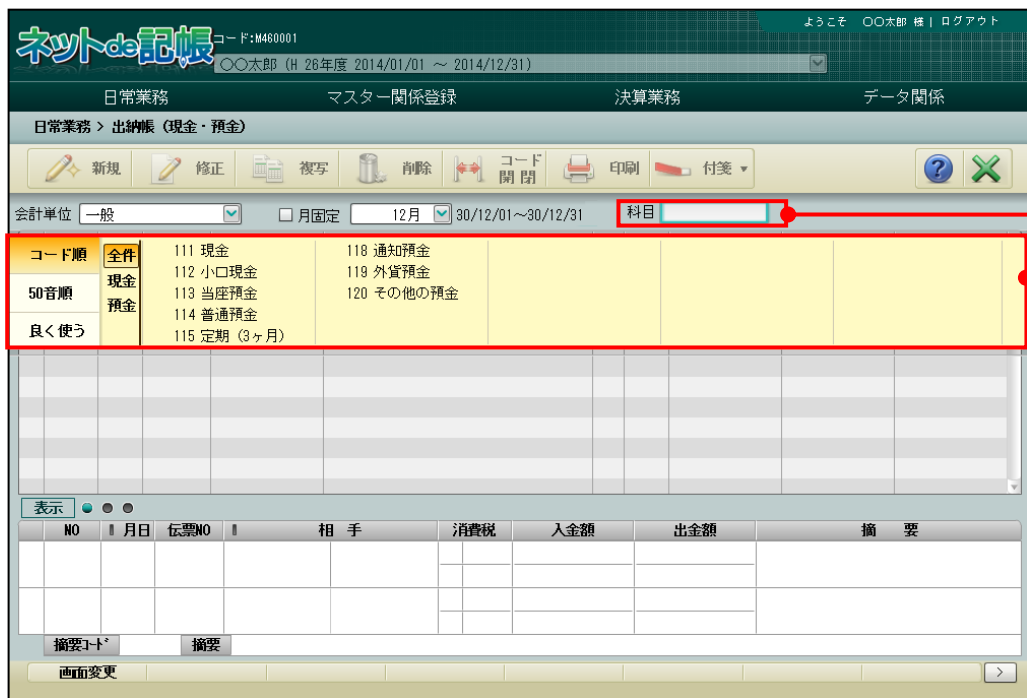 ようこそ 〇〇太郎 様 | ログアウト
ネットde記帳 コード:M460001
〇〇太郎 (H 26年度 2014/01/01 ～ 2014/12/31)
日常業務 マスター関係登録 決算業務 データ関係
日常業務 > 出納帳 (現金・預金)
新規 修正 複写 削除 コード開閉 印刷 付箋 ▼ ?
会計単位 一般 月固定 12月 30/12/01～30/12/31 科目
コード順 全件 111 現金 118 通知預金
112 小口現金 119 外貨預金
50音順 現金 113 当座預金 120 その他の預金
預金 114 普通預金
良く使う 115 定期 (3ヶ月)
表示
NO 月日 伝票NO 相 手 消費税 入金額 出金額 摘 要
摘要コード 摘要
画面変更 >